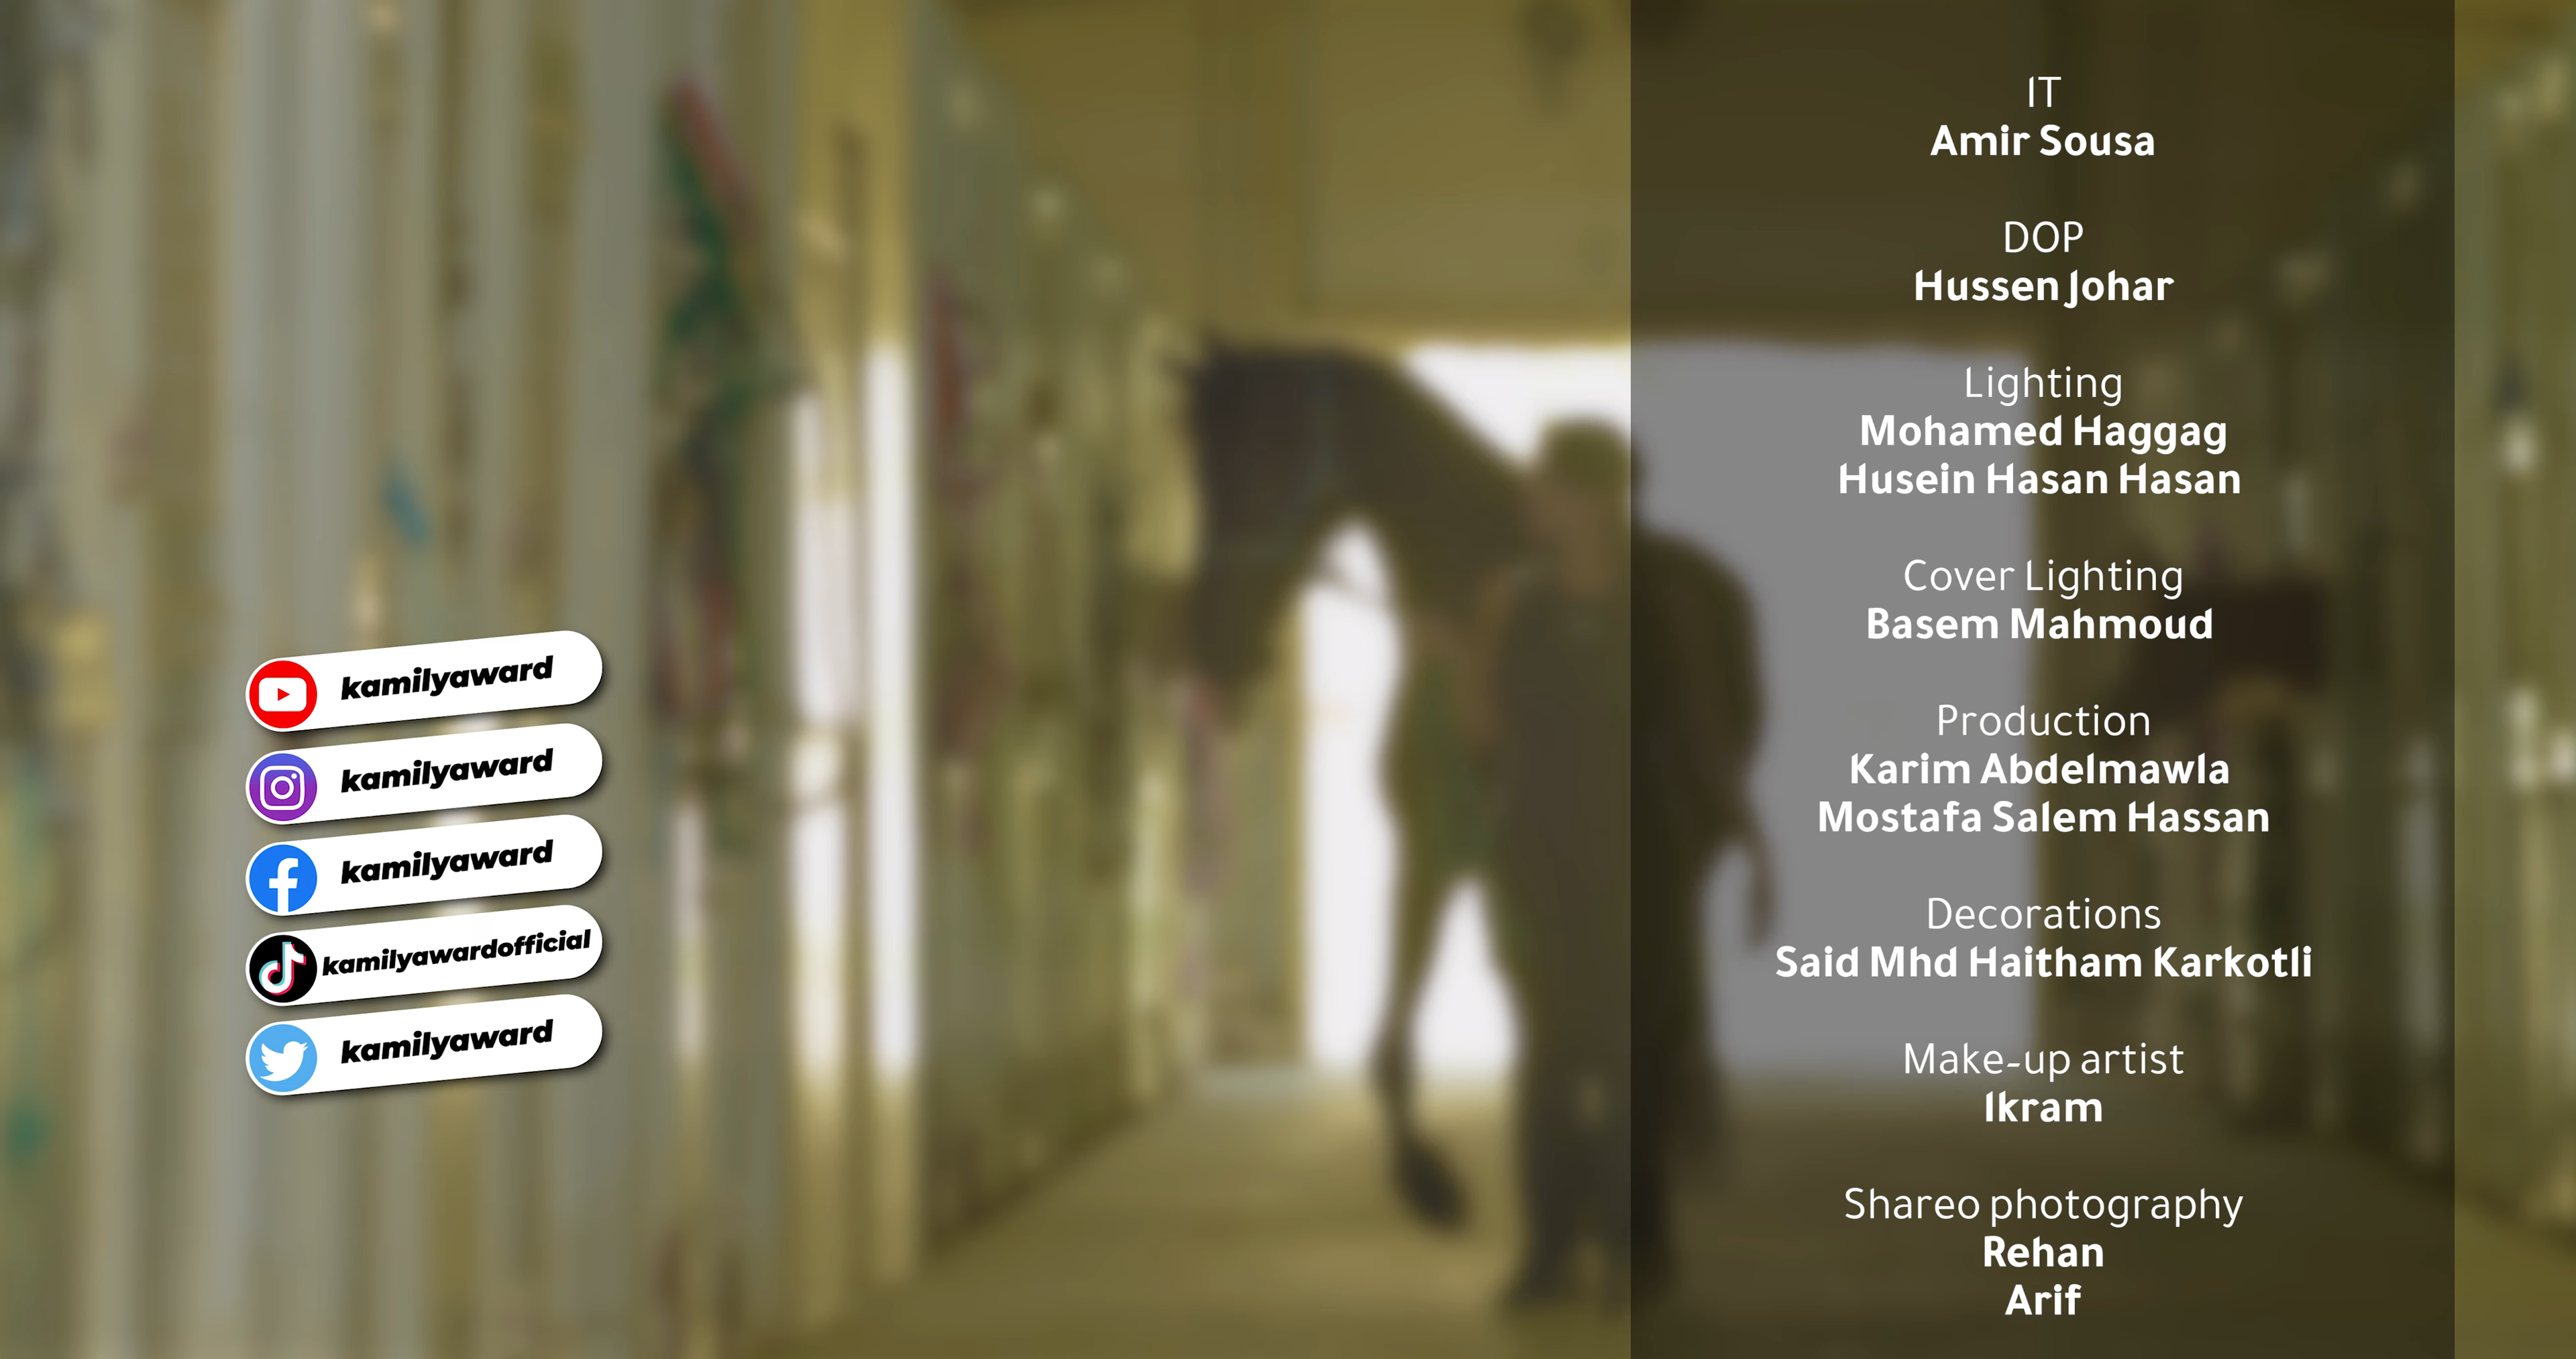 kamilyaward
kamilyaward
kamilyaward
kamilyawardofficial
kamilyaward
IT
Amir Sousa
DOP
Hussen Johar
Lighting
Mohamed Haggag
Husein Hasan Hasan
Cover Lighting
Basem Mahmoud
Production
Karim Abdelmawla
Mostafa Salem Hassan
Decorations
Said Mhd Haitham Karkotli
Make-up artist
Ikram
Shareo photography
Rehan
Arif